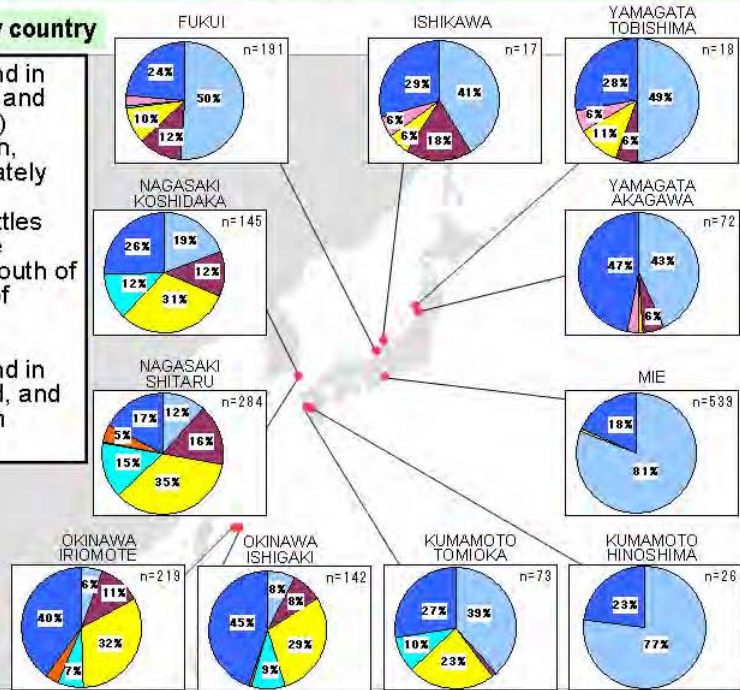 y country
nd in
and
)
n,
ately
ttles
e
outh of
of
nd in
d, and
n
FUKUI
n=191
24%
50%
10%
12%
ISHIKAWA
n=17
29%
41%
6%
6%
18%
YAMAGATA
TOBISHIMA
n=18
28%
49%
6%
11%
6%
NAGASAKI
KOSHIDAKA
n=145
26%
19%
12%
12%
31%
YAMAGATA
AKAGAWA
n=72
47%
43%
6%
NAGASAKI
SHITARU
n=284
17%
12%
5%
16%
15%
35%
MIE
n=539
18%
81%
OKINAWA
IRIOMOTE
n=219
6%
11%
40%
32%
7%
OKINAWA
ISHIGAKI
n=142
8%
8%
45%
29%
9%
KUMAMOTO
TOMIOKA
n=73
27%
39%
10%
23%
KUMAMOTO
HINOSHIMA
n=26
23%
77%